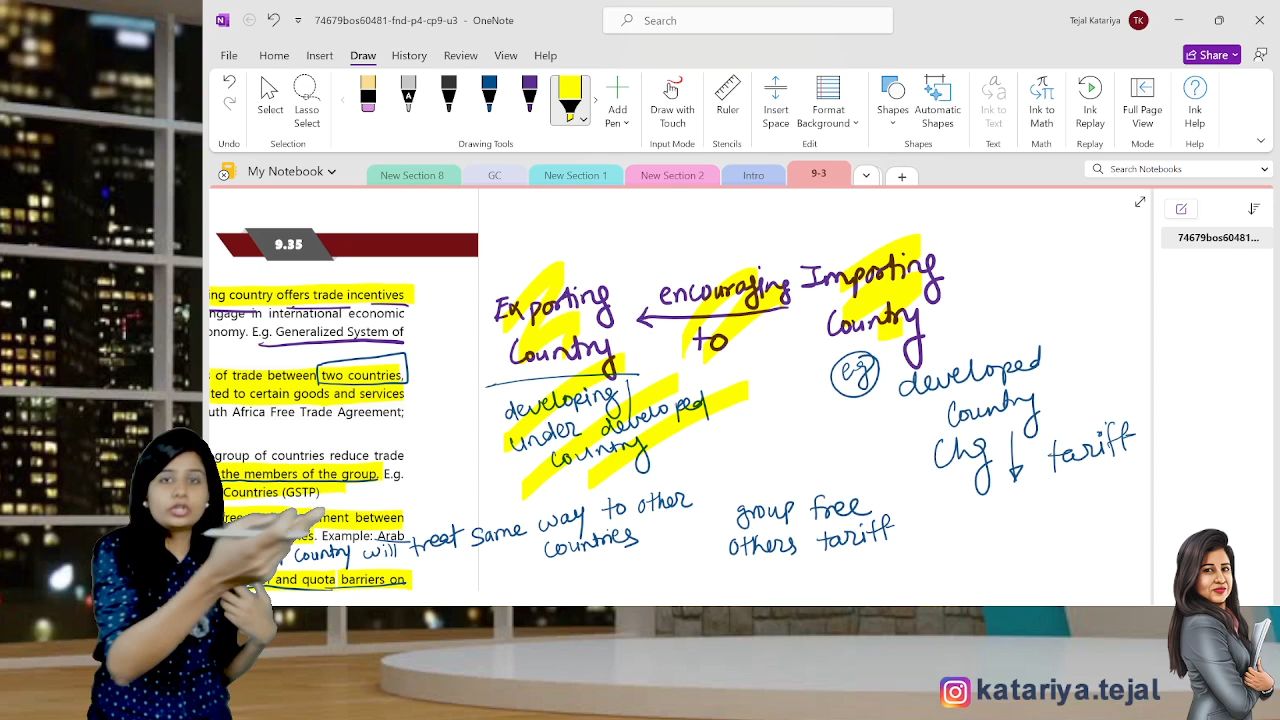 74679bos60481-fnd-p4-cp9-u3 - OneNote
Search
Tejal Katariya TK
File Home Insert Draw History Review View Help
Share
Undo
Select
Lasso Select
Selection
Drawing Tools
Add Pen
Draw with Touch
Input Mode
Ruler
Stencils
Insert Space
Format Background
Edit
Shapes
Automatic Shapes
Shapes
Ink to Text
Ink to Math
Math
Ink Replay
Replay
Full Page View
Mode
Ink Help
Help
My Notebook
New Section 8 GC New Section 1 New Section 2 Intro 9-3
Search Notebooks
74679bos60481...
9.35
ing country offers trade incentives
ngage in international economic
onomy. E.g. Generalized System of
of trade between two countries,
ted to certain goods and services
uth Africa Free Trade Agreement;
group of countries reduce trade
the members of the group. E.g.
Countries (GSTP)
ment between
Example: Arab
and quota barriers on
Exporting Country
encouraging to
Importing Country
developing
under developed
country
eg developed
country
Chg ↓ tariff
country will treat same way to other
countries
group free
others tariff
katariya.tejal